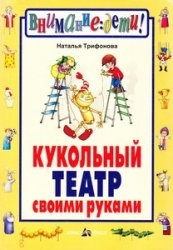 Внимание: дети!
Наталья Трифонова
КУКОЛЬНЫЙ
ТЕАТР
СВОИМИ РУКАМИ